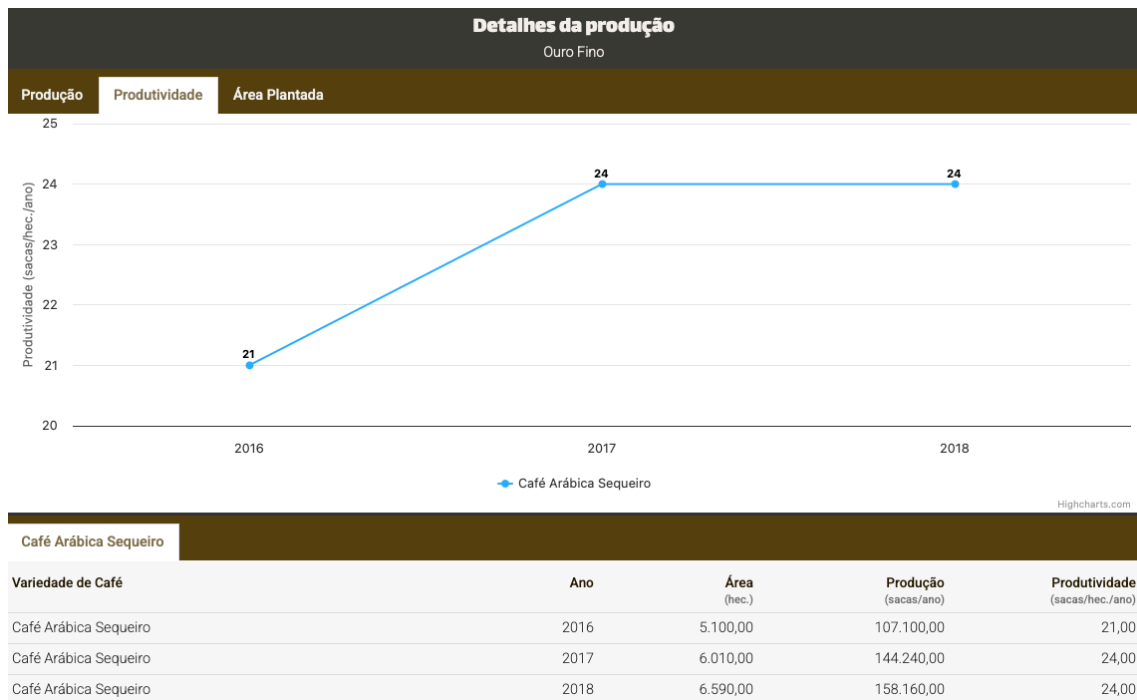 Detalhes da produção
Ouro Fino
Produção Produtividade Área Plantada
Produtividade (sacas/hec./ano)
25
24
23
22
21
20
21
24
24
2016 2017 2018
Café Arábica Sequeiro
Highcharts.com
Café Arábica Sequeiro
Variedade de Café Ano Área Produção Produtividade
(hec.) (sacas/ano) (sacas/hec./ano)
Café Arábica Sequeiro 2016 5.100,00 107.100,00 21,00
Café Arábica Sequeiro 2017 6.010,00 144.240,00 24,00
Café Arábica Sequeiro 2018 6.590,00 158.160,00 24,00